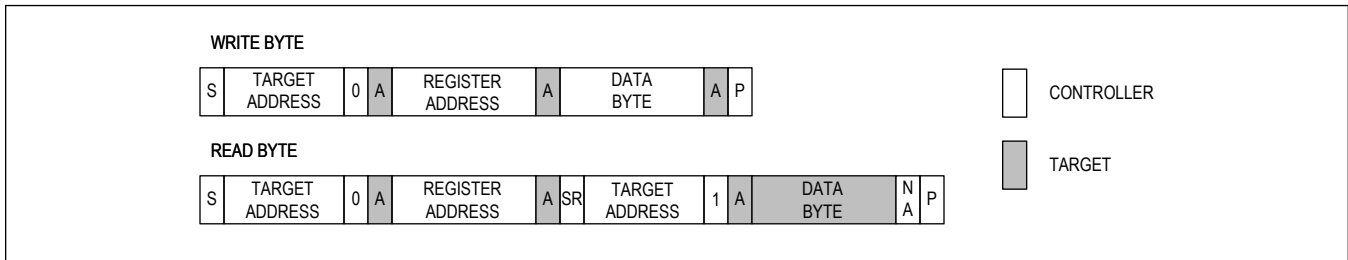 WRITE BYTE
S TARGET ADDRESS 0 A REGISTER ADDRESS A DATA BYTE A P
CONTROLLER
READ BYTE
TARGET
S TARGET ADDRESS 0 A REGISTER ADDRESS A SR TARGET ADDRESS 1 A DATA BYTE NA P